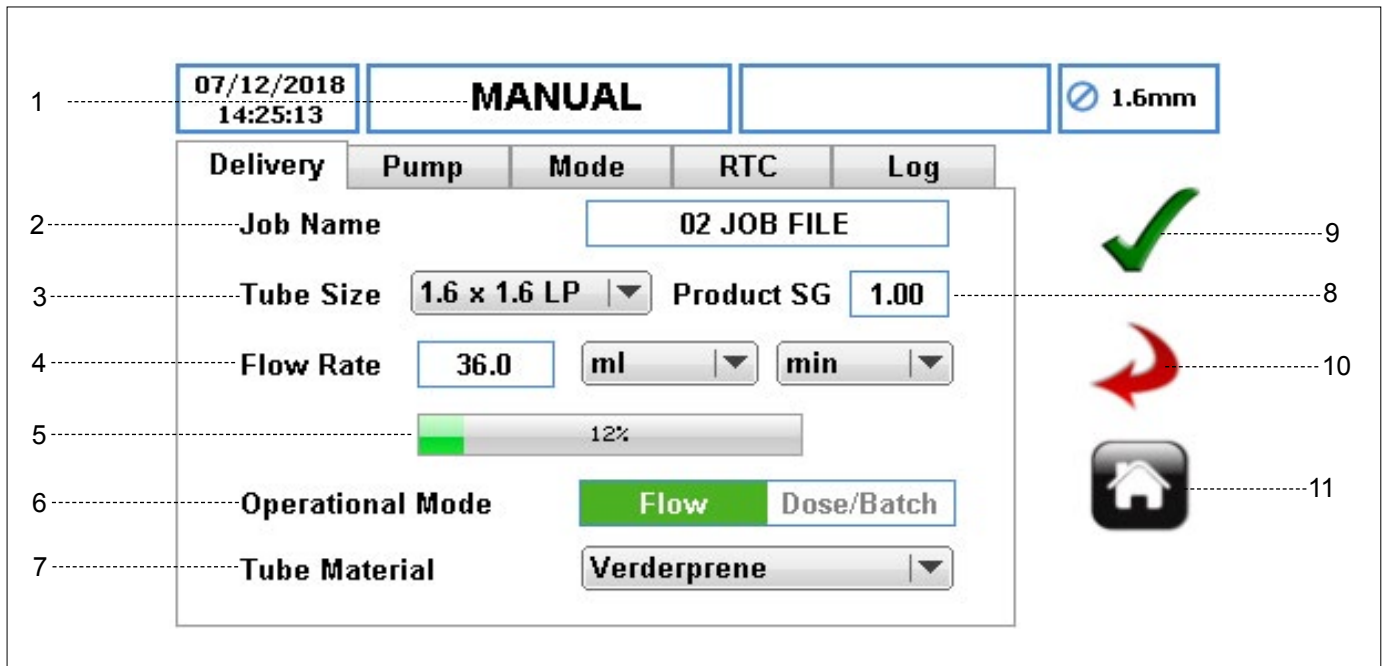 07/12/2018
14:25:13
MANUAL
1.6mm
1
Delivery Pump Mode RTC Log
2 Job Name 02 JOB FILE 9
3 Tube Size 1.6 x 1.6 LP Product SG 1.00 8
4 Flow Rate 36.0 ml min 10
5 12%
6 Operational Mode Flow Dose/Batch 11
7 Tube Material Verderprene